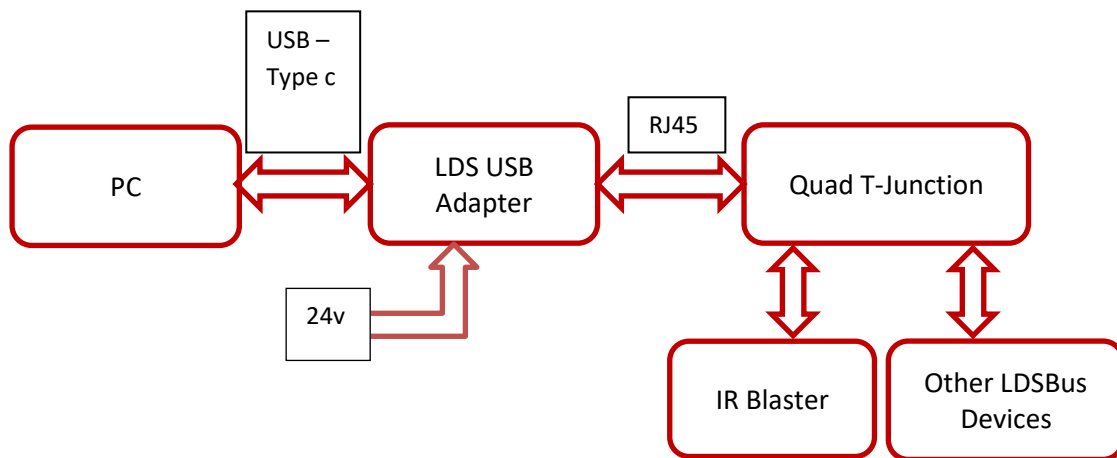 USB –
Type c
RJ45
PC
LDS USB
Adapter
Quad T-Junction
24v
IR Blaster
Other LDSBus
Devices